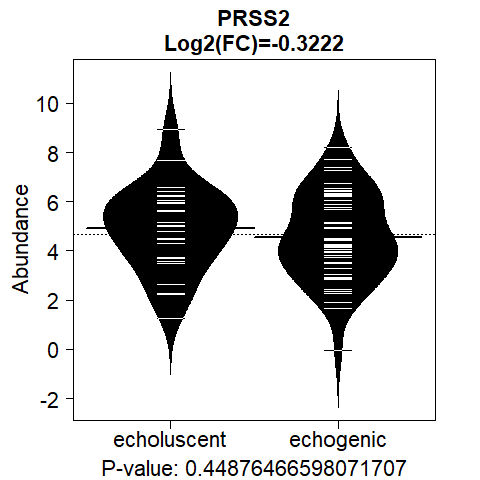 PRSS2
Log2(FC)=-0.3222
Abundance
10
8
6
4
2
0
-2
echoluscent echogenic
P-value: 0.44876466598071707